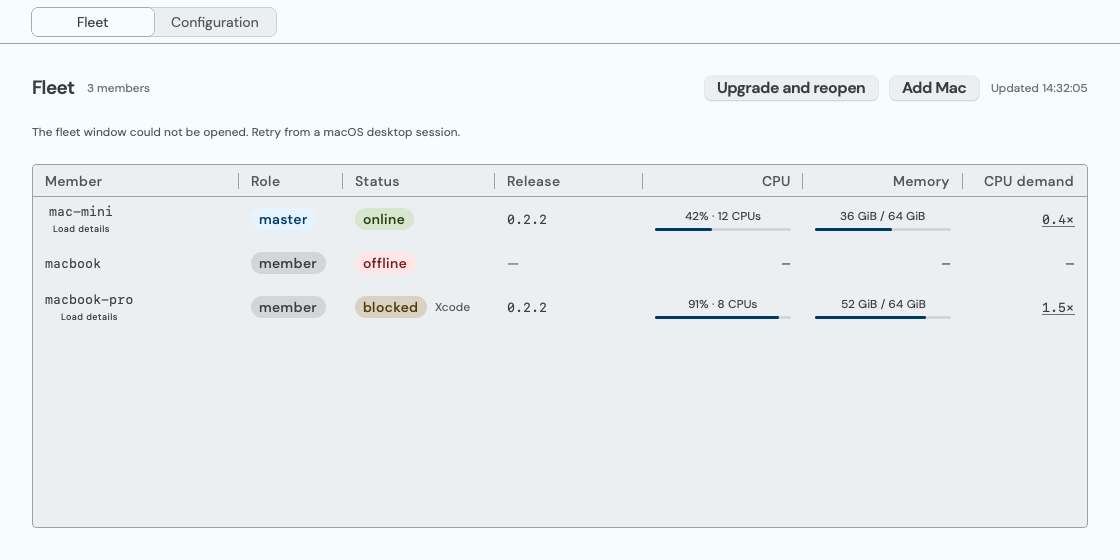 Fleet Configuration
Fleet 3 members Upgrade and reopen Add Mac Updated 14:32:05
The fleet window could not be opened. Retry from a macOS desktop session.
Member Role Status Release CPU Memory CPU demand
mac-mini master online 0.2.2 42% · 12 CPUs 36 GiB / 64 GiB 0.4×
Load details
macbook member offline — — — —
macbook-pro member blocked Xcode 0.2.2 91% · 8 CPUs 52 GiB / 64 GiB 1.5×
Load details